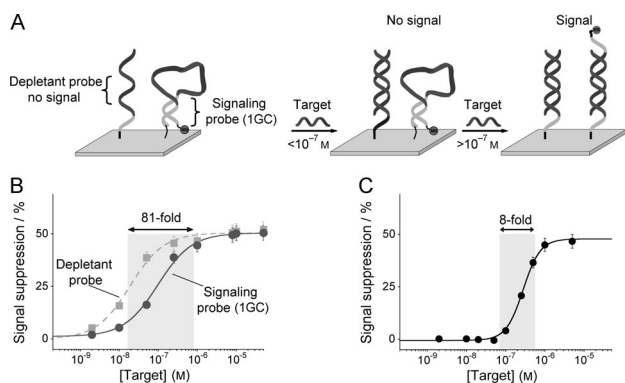 A
No signal
Signal
Depletant probe
no signal
Signaling
probe (1GC)
Target
<10⁻⁷ M
Target
>10⁻⁷ M
B
81-fold
Signal suppression / %
50
25
0
Depletant
probe
Signaling
probe (1GC)
10⁻⁹ 10⁻⁸ 10⁻⁷ 10⁻⁶ 10⁻⁵
[Target] (M)
C
8-fold
Signal suppression / %
50
25
0
10⁻⁹ 10⁻⁸ 10⁻⁷ 10⁻⁶ 10⁻⁵
[Target] (M)